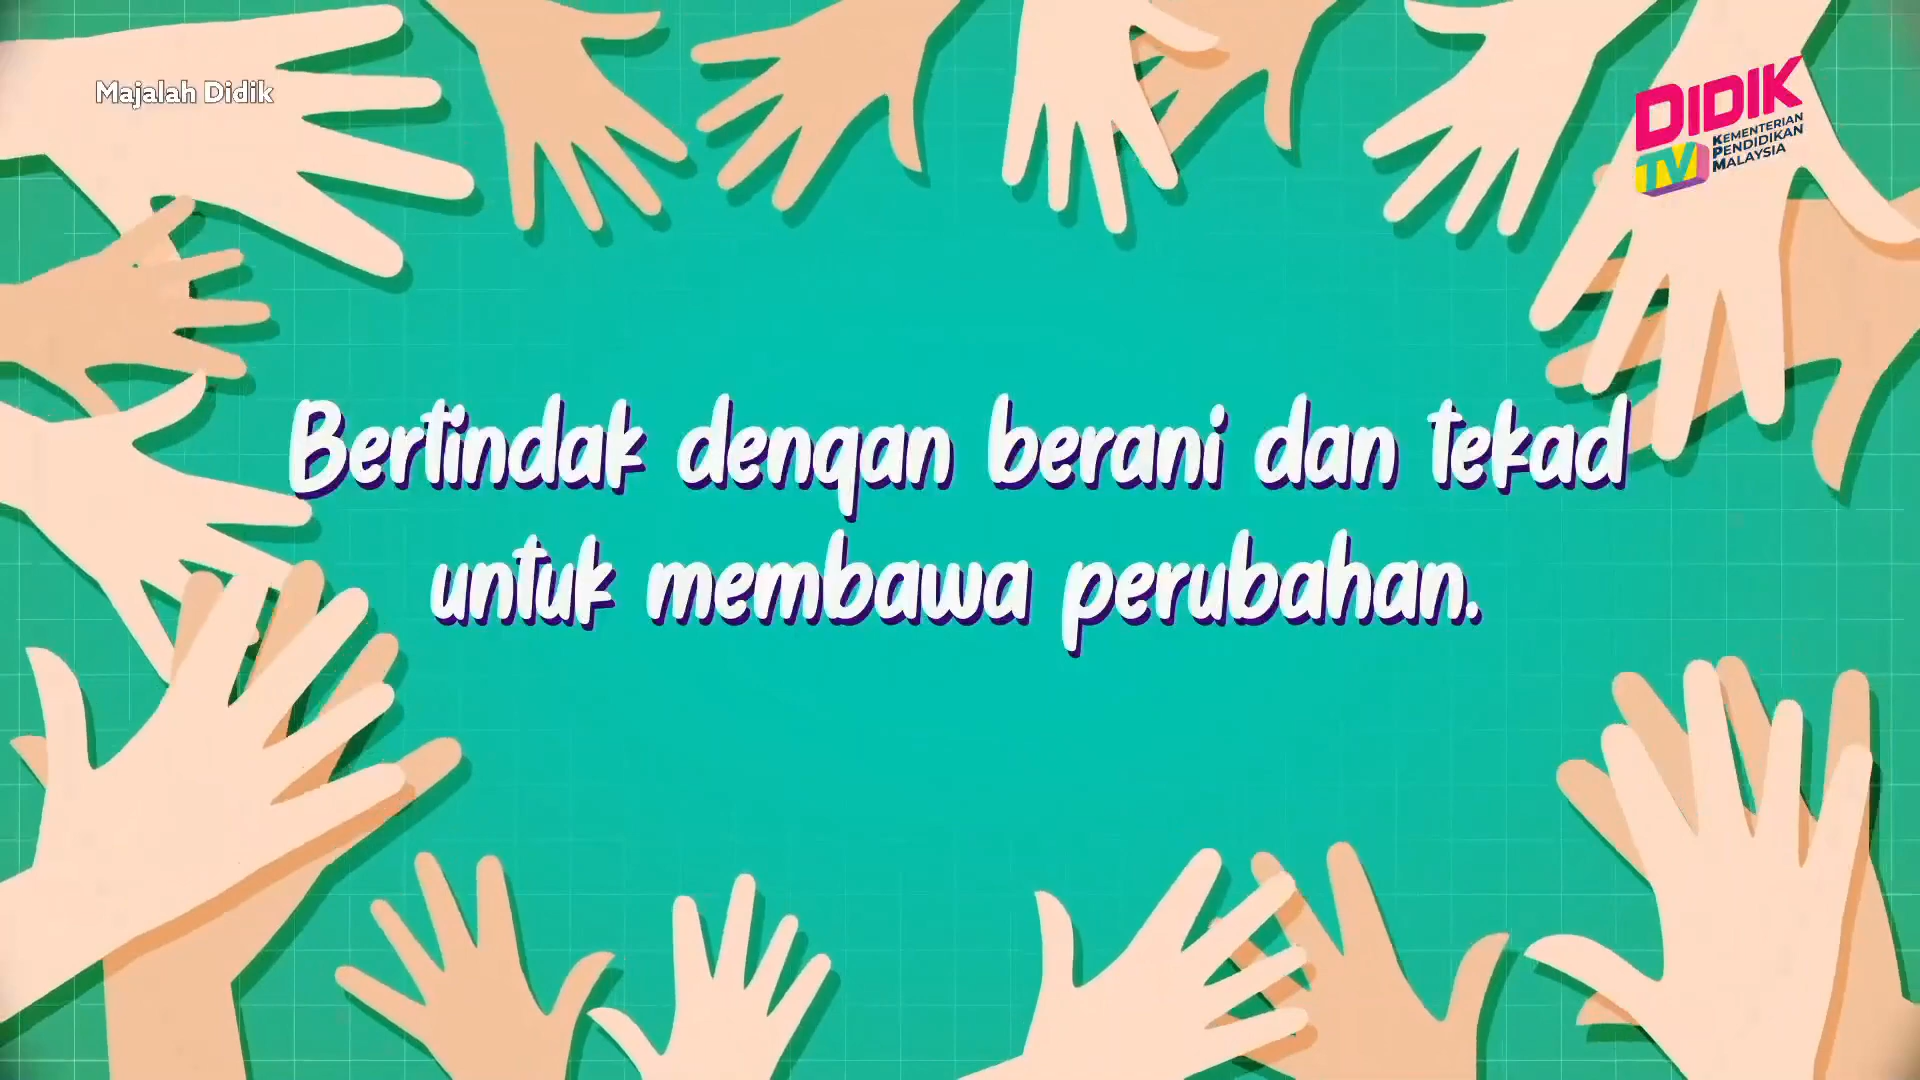 Majalah Didik
DIDIK
TV
KEMENTERIAN
PENDIDIKAN
MALAYSIA
Bertindak dengan berani dan tekad
untuk membawa perubahan.